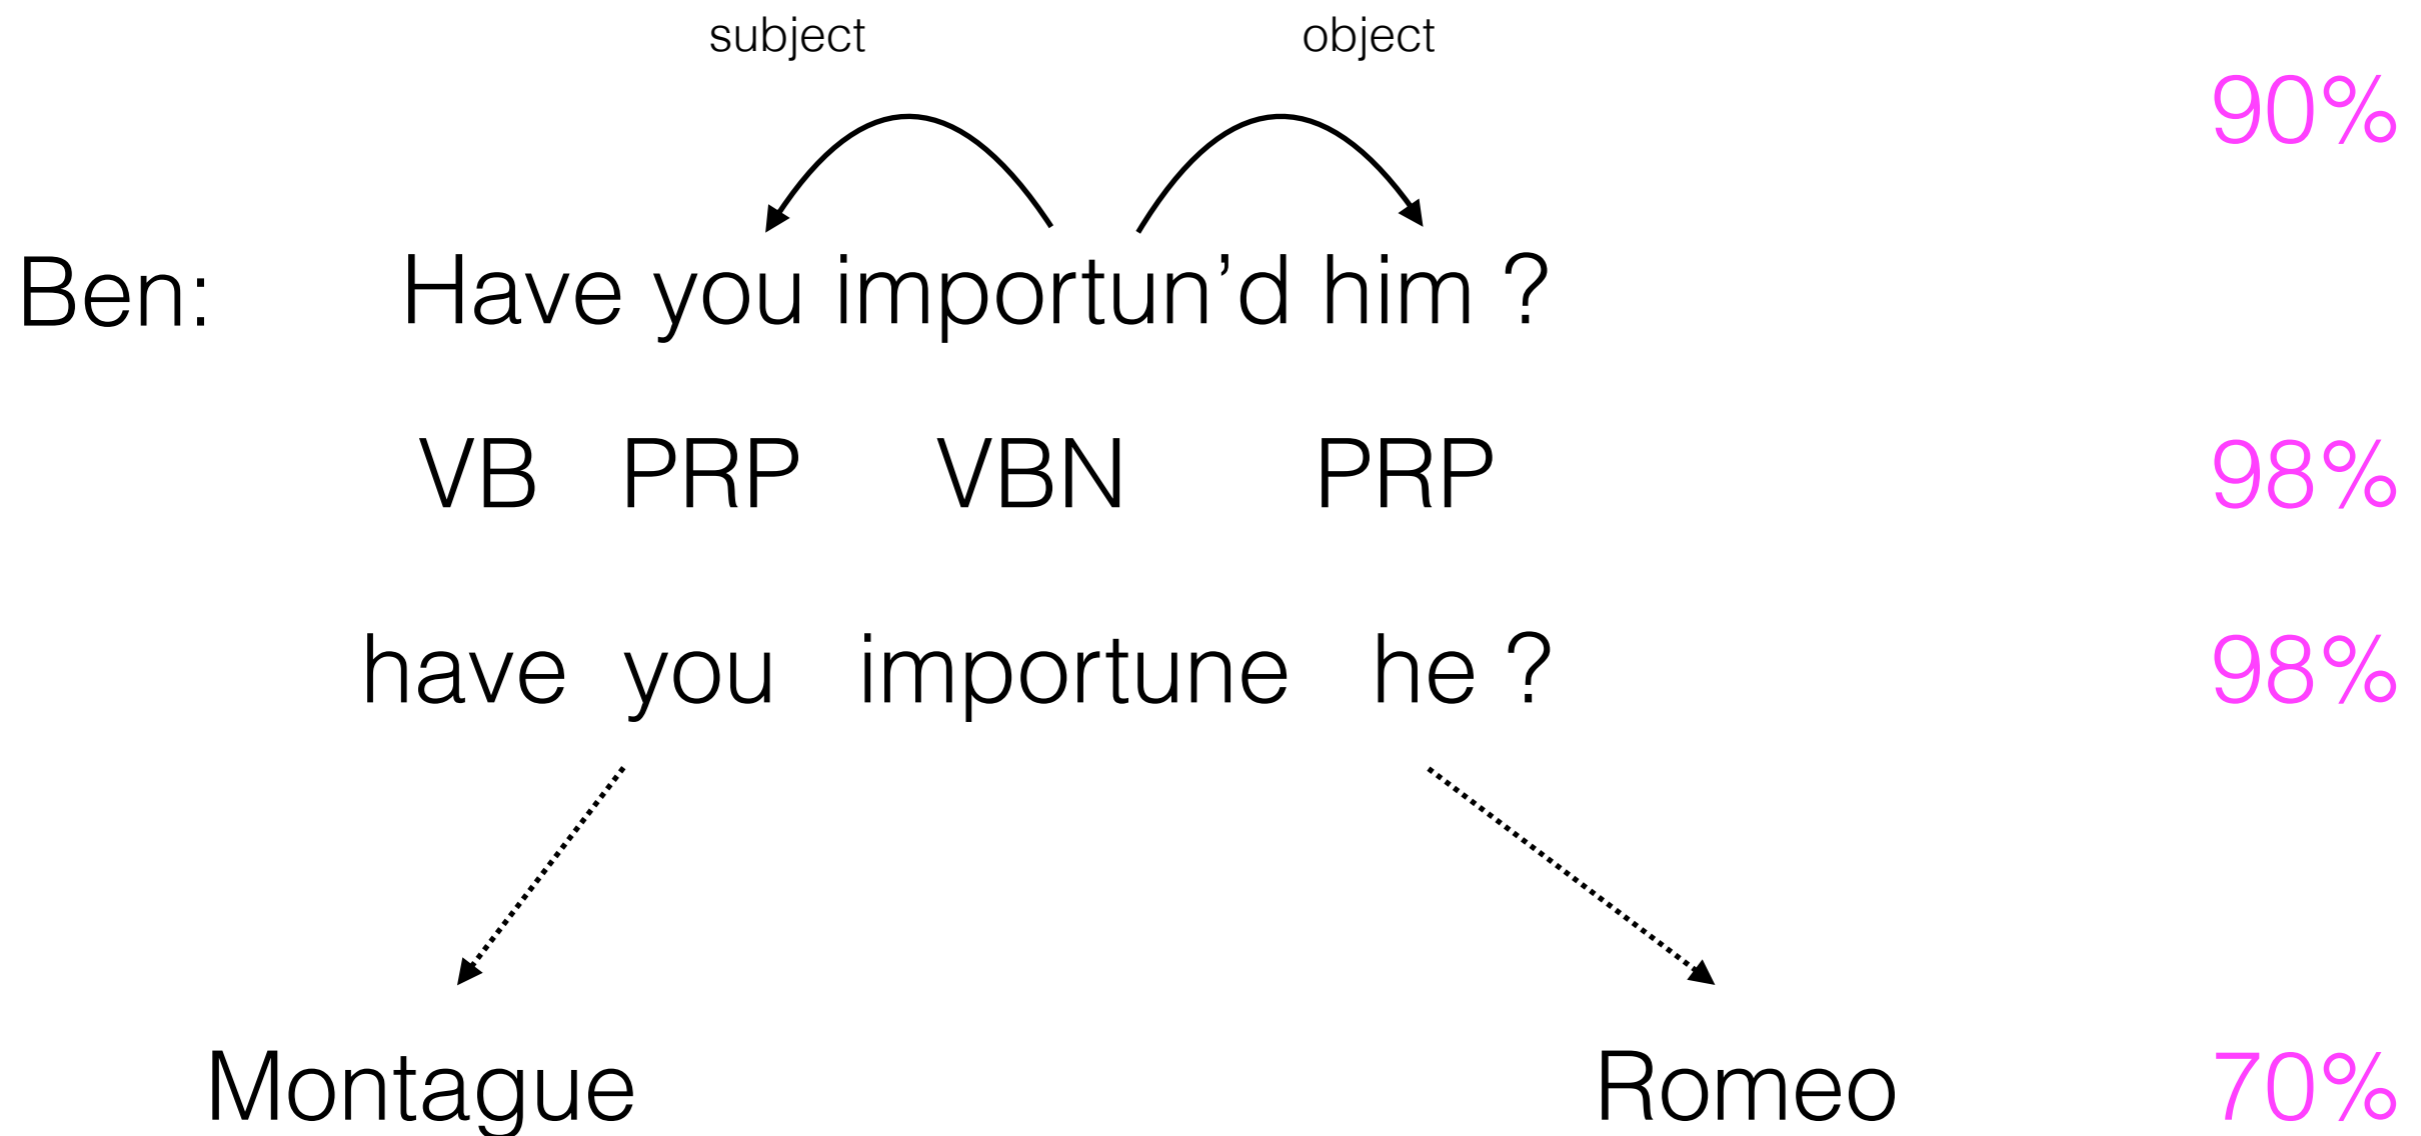 subject object
90%
Ben: Have you importun’d him ?
VB PRP VBN PRP 98%
have you importune he ? 98%
Montague Romeo 70%